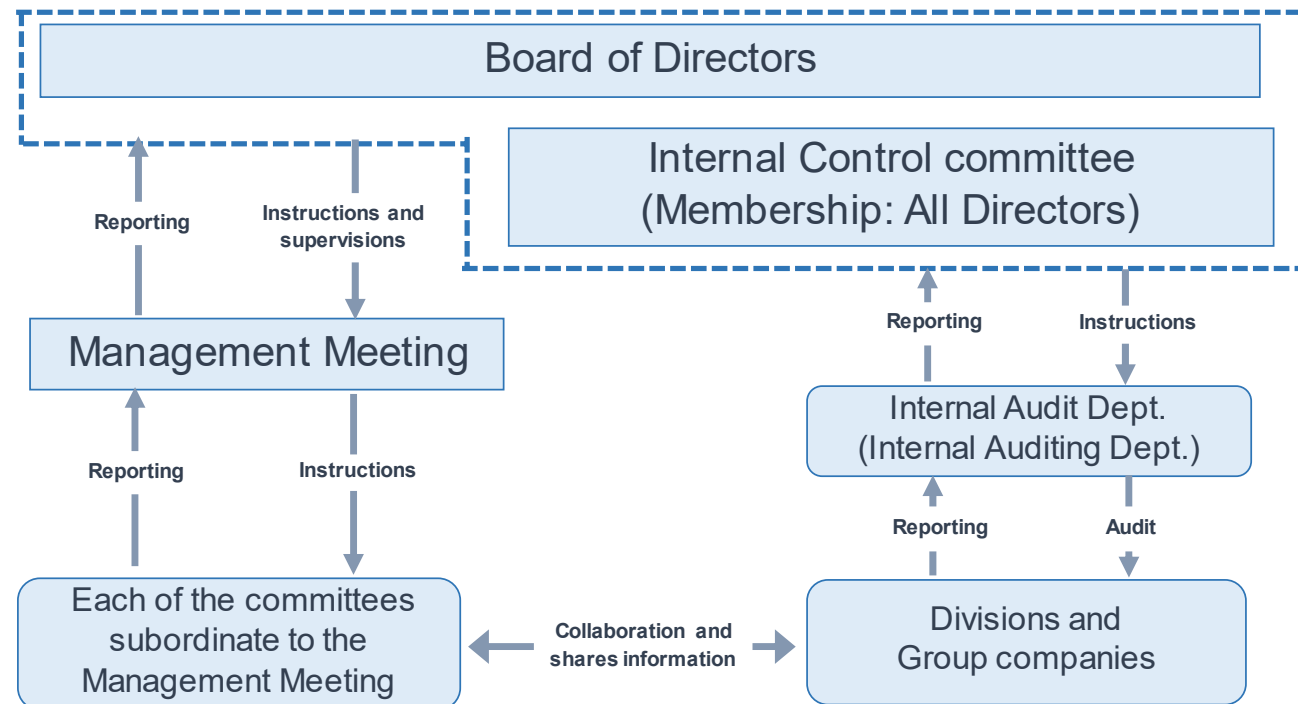 Board of Directors
Internal Control committee
(Membership: All Directors)
Reporting
Instructions and
supervisions
Reporting
Instructions
Management Meeting
Internal Audit Dept.
(Internal Auditing Dept.)
Reporting
Instructions
Reporting
Audit
Each of the committees
subordinate to the
Management Meeting
Collaboration and
shares information
Divisions and
Group companies